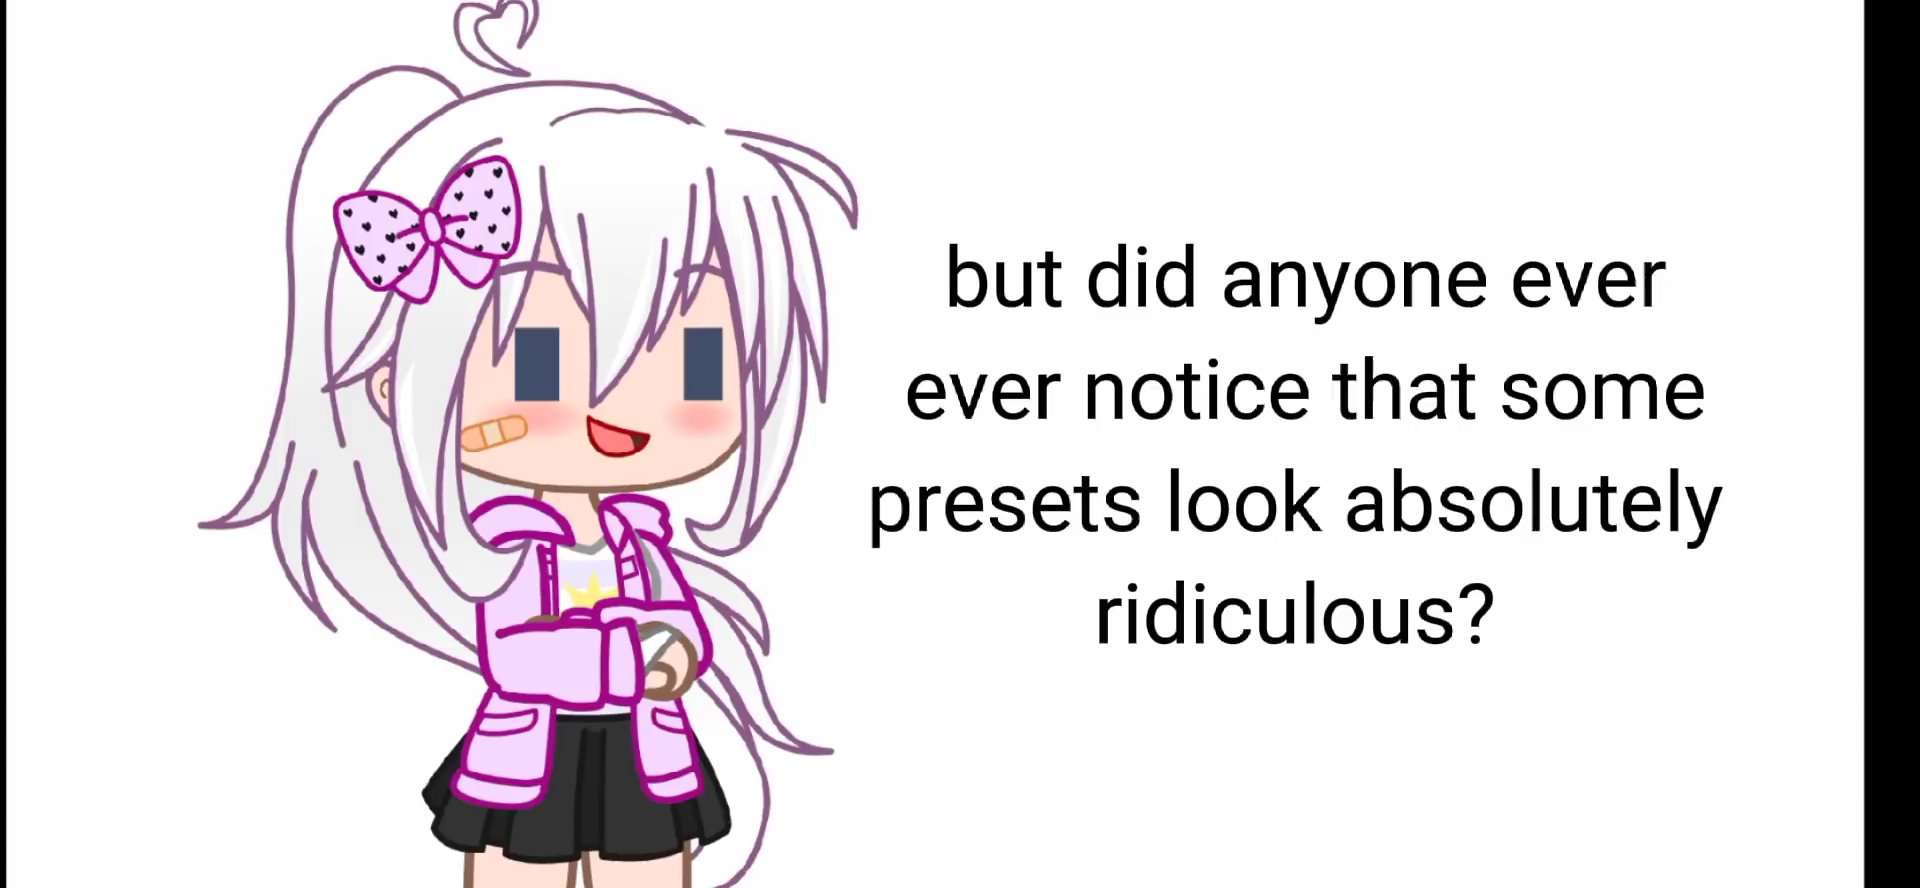 but did anyone ever
ever notice that some
presets look absolutely
ridiculous?